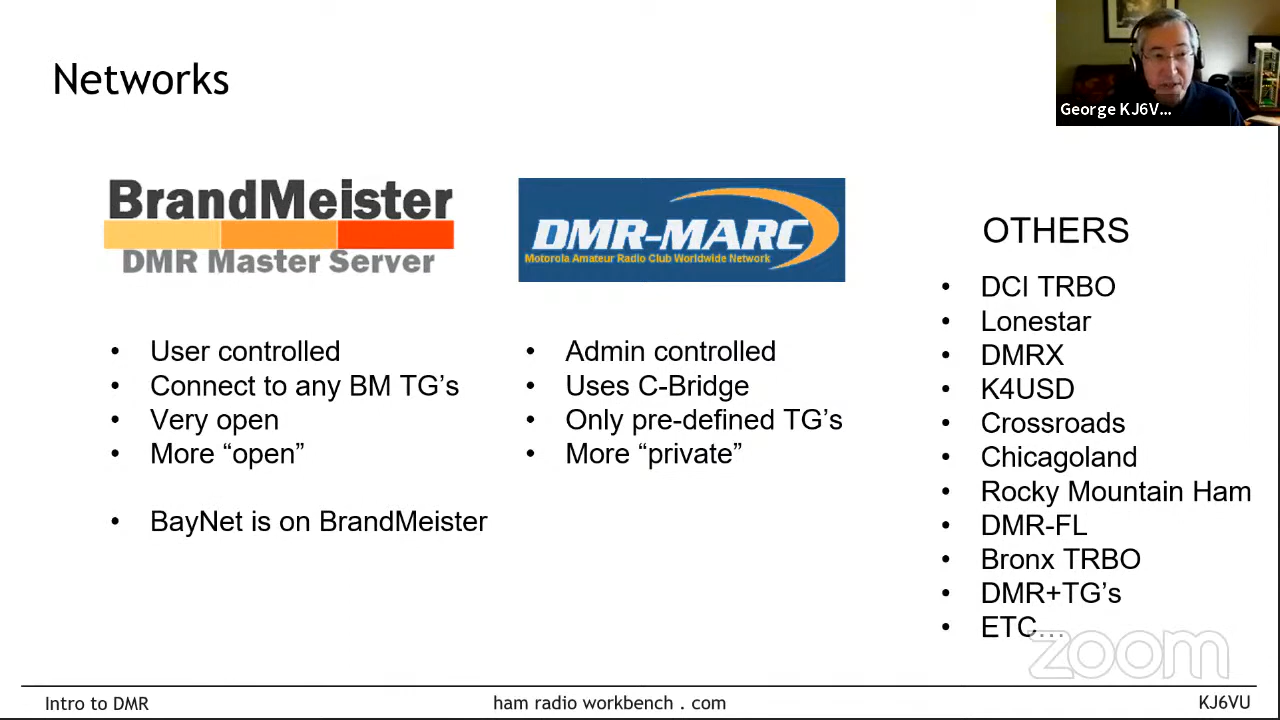 Networks
George KJ6V...
BrandMeister
DMR Master Server
DMR-MARC
Motorola Amateur Radio Club Worldwide Network
• User controlled
• Connect to any BM TG’s
• Very open
• More “open”
• BayNet is on BrandMeister
• Admin controlled
• Uses C-Bridge
• Only pre-defined TG’s
• More “private”
OTHERS
• DCI TRBO
• Lonestar
• DMRX
• K4USD
• Crossroads
• Chicagoland
• Rocky Mountain Ham
• DMR-FL
• Bronx TRBO
• DMR+TG’s
• ETC...
zoom
Intro to DMR
ham radio workbench . com
KJ6VU